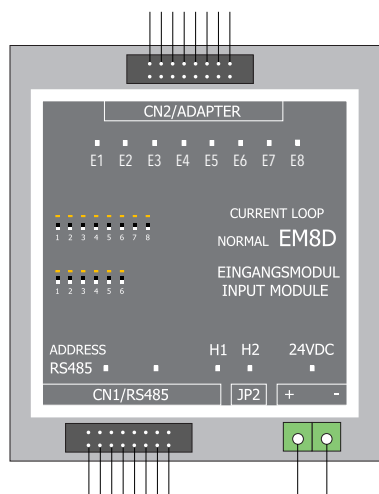 CN2/ADAPTER
E1 E2 E3 E4 E5 E6 E7 E8
CURRENT LOOP
1 2 3 4 5 6 7 8
NORMAL EM8D
EINGANGSMODUL
INPUT MODULE
1 2 3 4 5 6
ADDRESS H1 H2 24VDC
RS485
CN1/RS485 JP2 + -